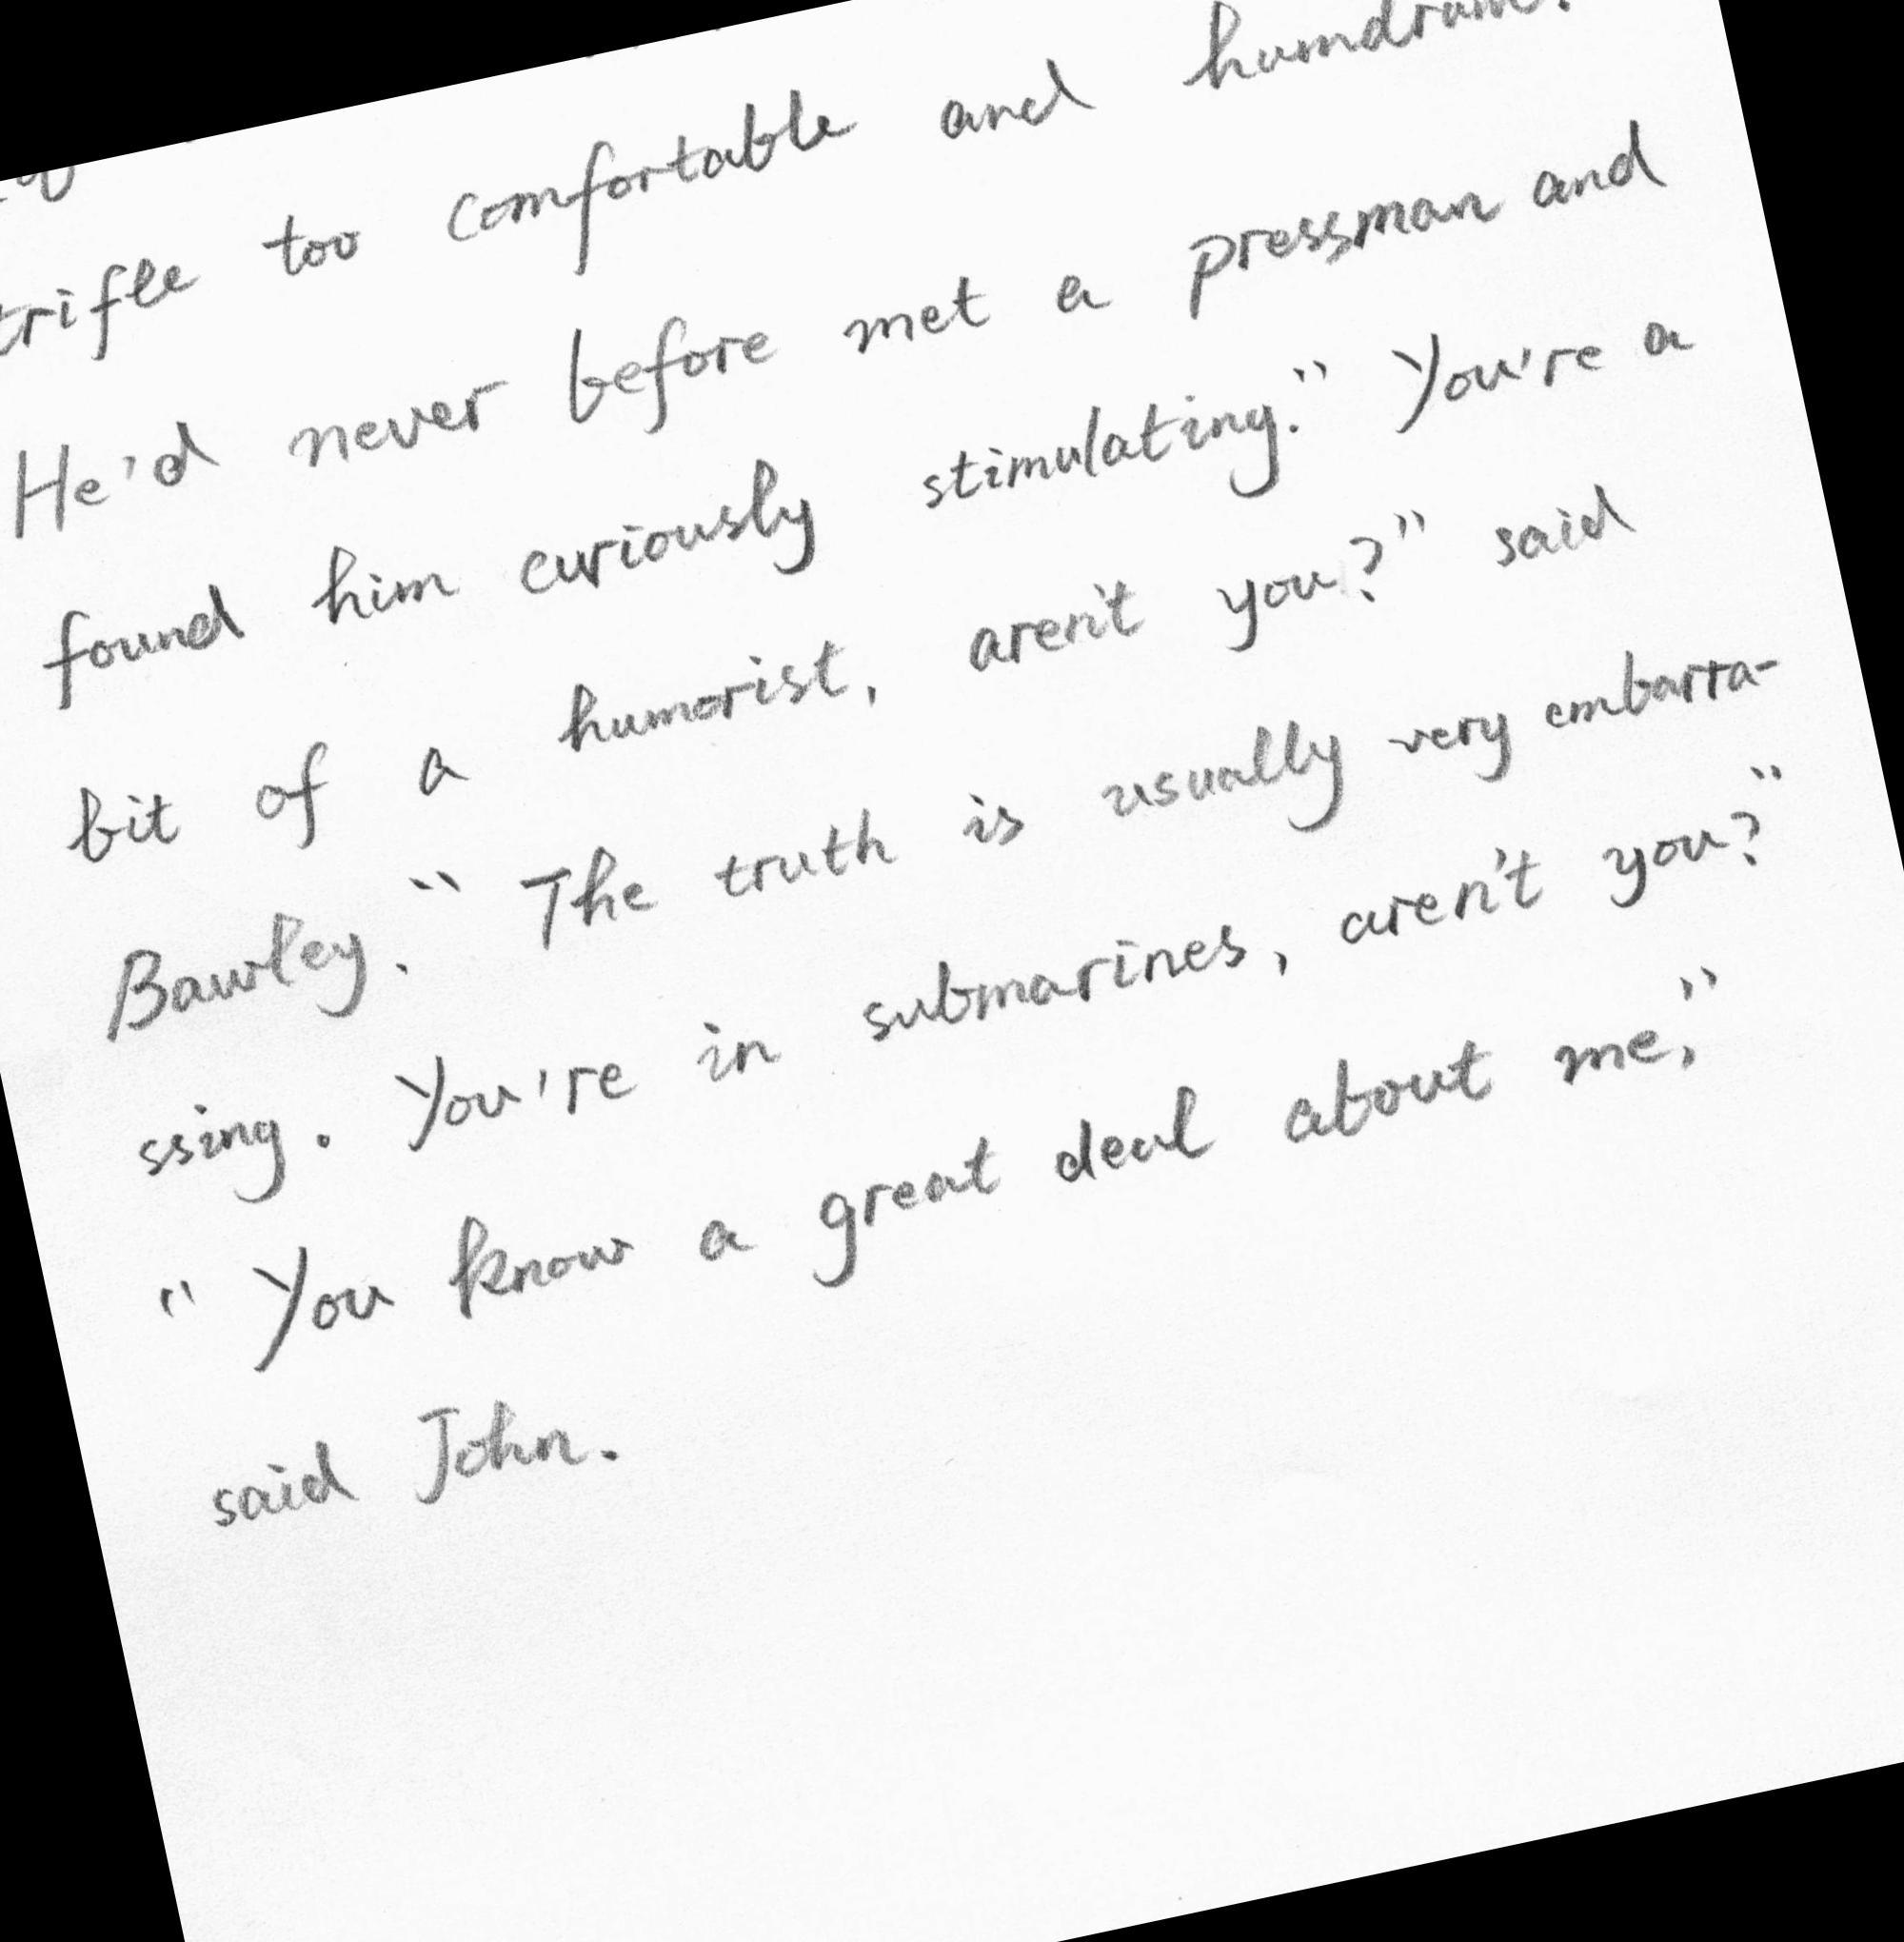 trifle too comfortable and humdrum.
He'd never before met a pressman and
found him curiously stimulating." You're a
bit of a humorist, aren't you?" said
Bawley." The truth is usually very embarra-
ssing. You're in submarines, aren't you?"
"You know a great deal about me,"
said John.